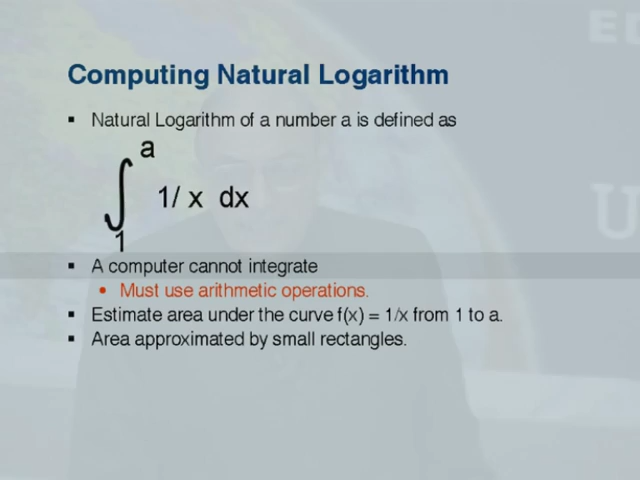 Computing Natural Logarithm
▪ Natural Logarithm of a number a is defined as
a
∫ 1/ x dx
1
▪ A computer cannot integrate
• Must use arithmetic operations.
▪ Estimate area under the curve f(x) = 1/x from 1 to a.
▪ Area approximated by small rectangles.